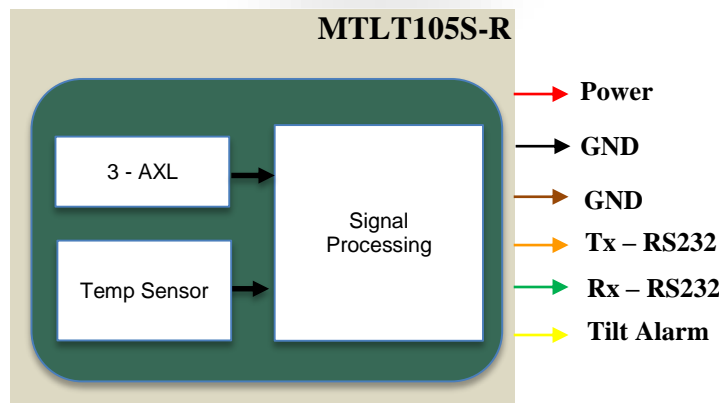 MTLT105S-R
3 - AXL
Temp Sensor
Signal
Processing
Power
GND
GND
Tx – RS232
Rx – RS232
Tilt Alarm